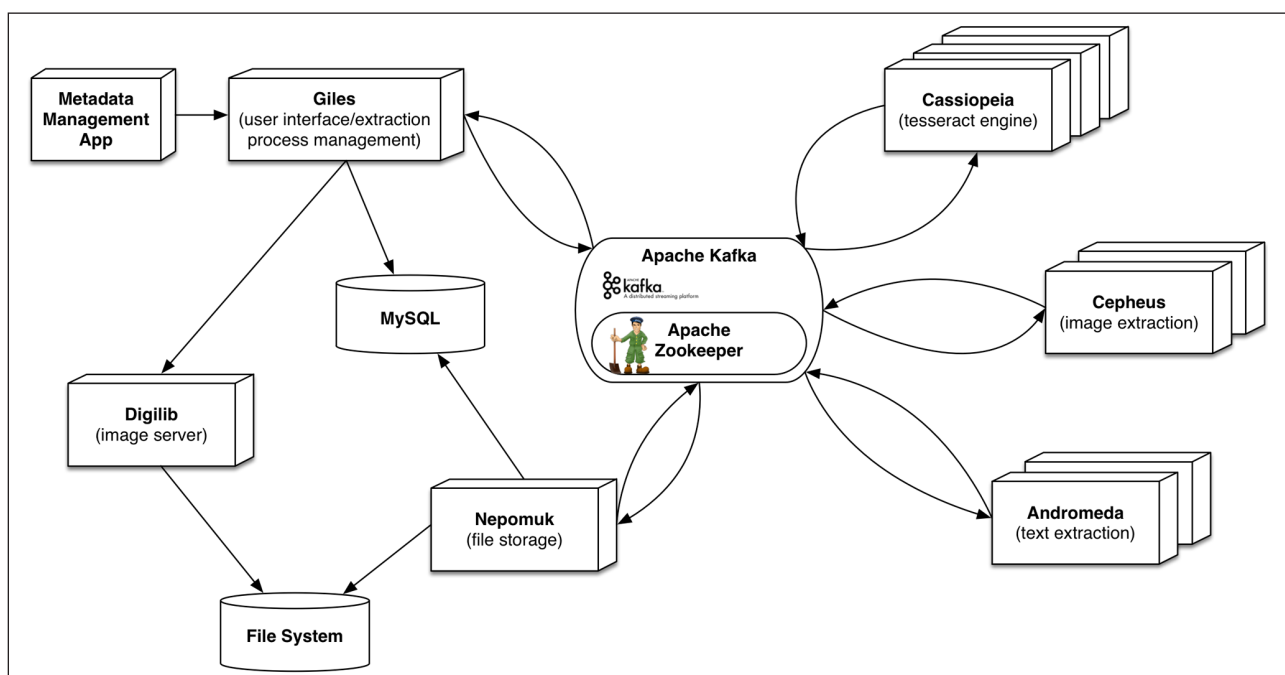 Metadata
Management
App
Giles
(user interface/extraction
process management)
Cassiopeia
(tesseract engine)
Apache Kafka
kafka
A distributed streaming platform
Apache
Zookeeper
MySQL
Cepheus
(image extraction)
Digilib
(image server)
Nepomuk
(file storage)
Andromeda
(text extraction)
File System